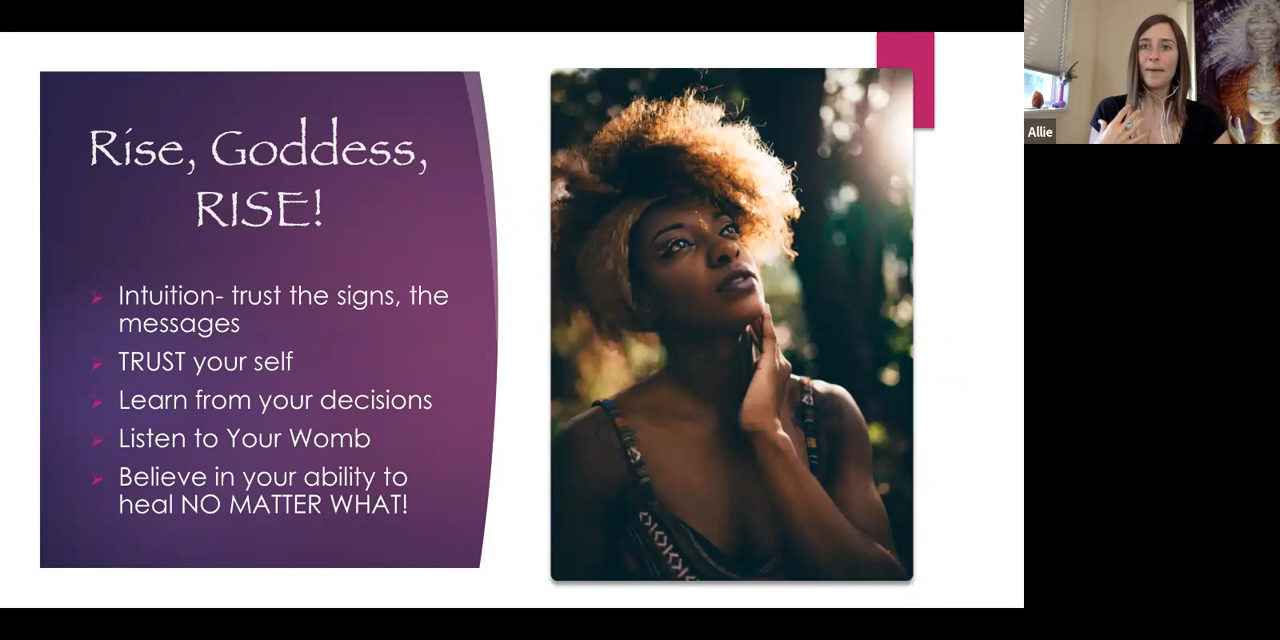 Rise, Goddess,
RISE!
Intuition- trust the signs, the
messages
TRUST your self
Learn from your decisions
Listen to Your Womb
Believe in your ability to
heal NO MATTER WHAT!
Allie